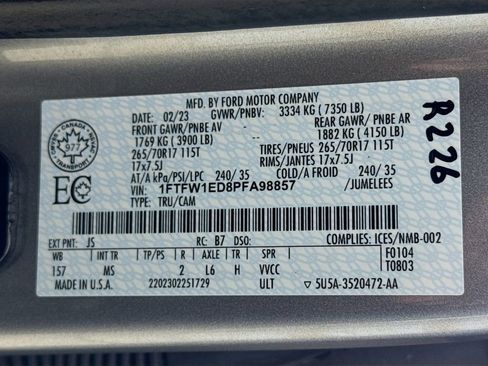 MFD. BY FORD MOTOR COMPANY
02/23 GVWR/PNBV: 3334 KG ( 7350 LB)
FRONT GAWR/PNBE AV REAR GAWR/PNBE AR
1769 KG ( 3900 LB) 1882 KG ( 4150 LB)
265/70R17 115T TIRES/PNEUS 265/70R17 115T
17x7.5J RIMS/JANTES 17x7.5J
AT/A kPa/PSI/LPC 240/ 35 COLD/A FROID 240/ 35
1FTFW1ED8PFA98857 /JUMELEES
TYPE: TRU/CAM
EXT PNT: JS RC: B7 DSO: COMPLIES: ICES/NMB-002
WB INT TR TP/PS R AXLE TR SPR F0104
157 MS 2 L6 H VVCC T0803
MADE IN U.S.A. 2202302251729 ULT ▽ 5U5A-3520472-AA
CANADA
977
TRANSPORT
EC
R226